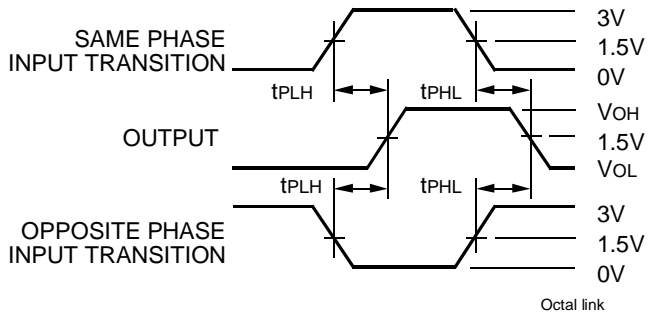 SAME PHASE
INPUT TRANSITION
3V
1.5V
0V
tPLH
tPHL
OUTPUT
VOH
1.5V
VOL
tPLH
tPHL
OPPOSITE PHASE
INPUT TRANSITION
3V
1.5V
0V
Octal link